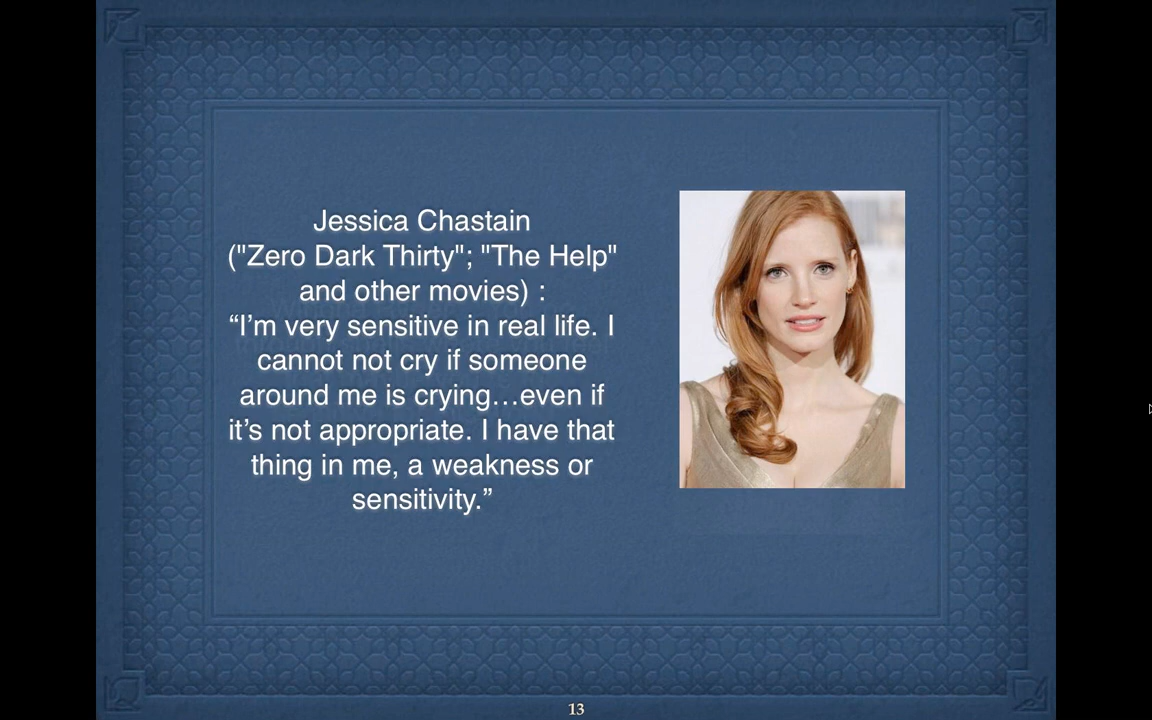 Jessica Chastain
("Zero Dark Thirty"; "The Help"
and other movies) :
“I’m very sensitive in real life. I
cannot not cry if someone
around me is crying…even if
it’s not appropriate. I have that
thing in me, a weakness or
sensitivity.”
13